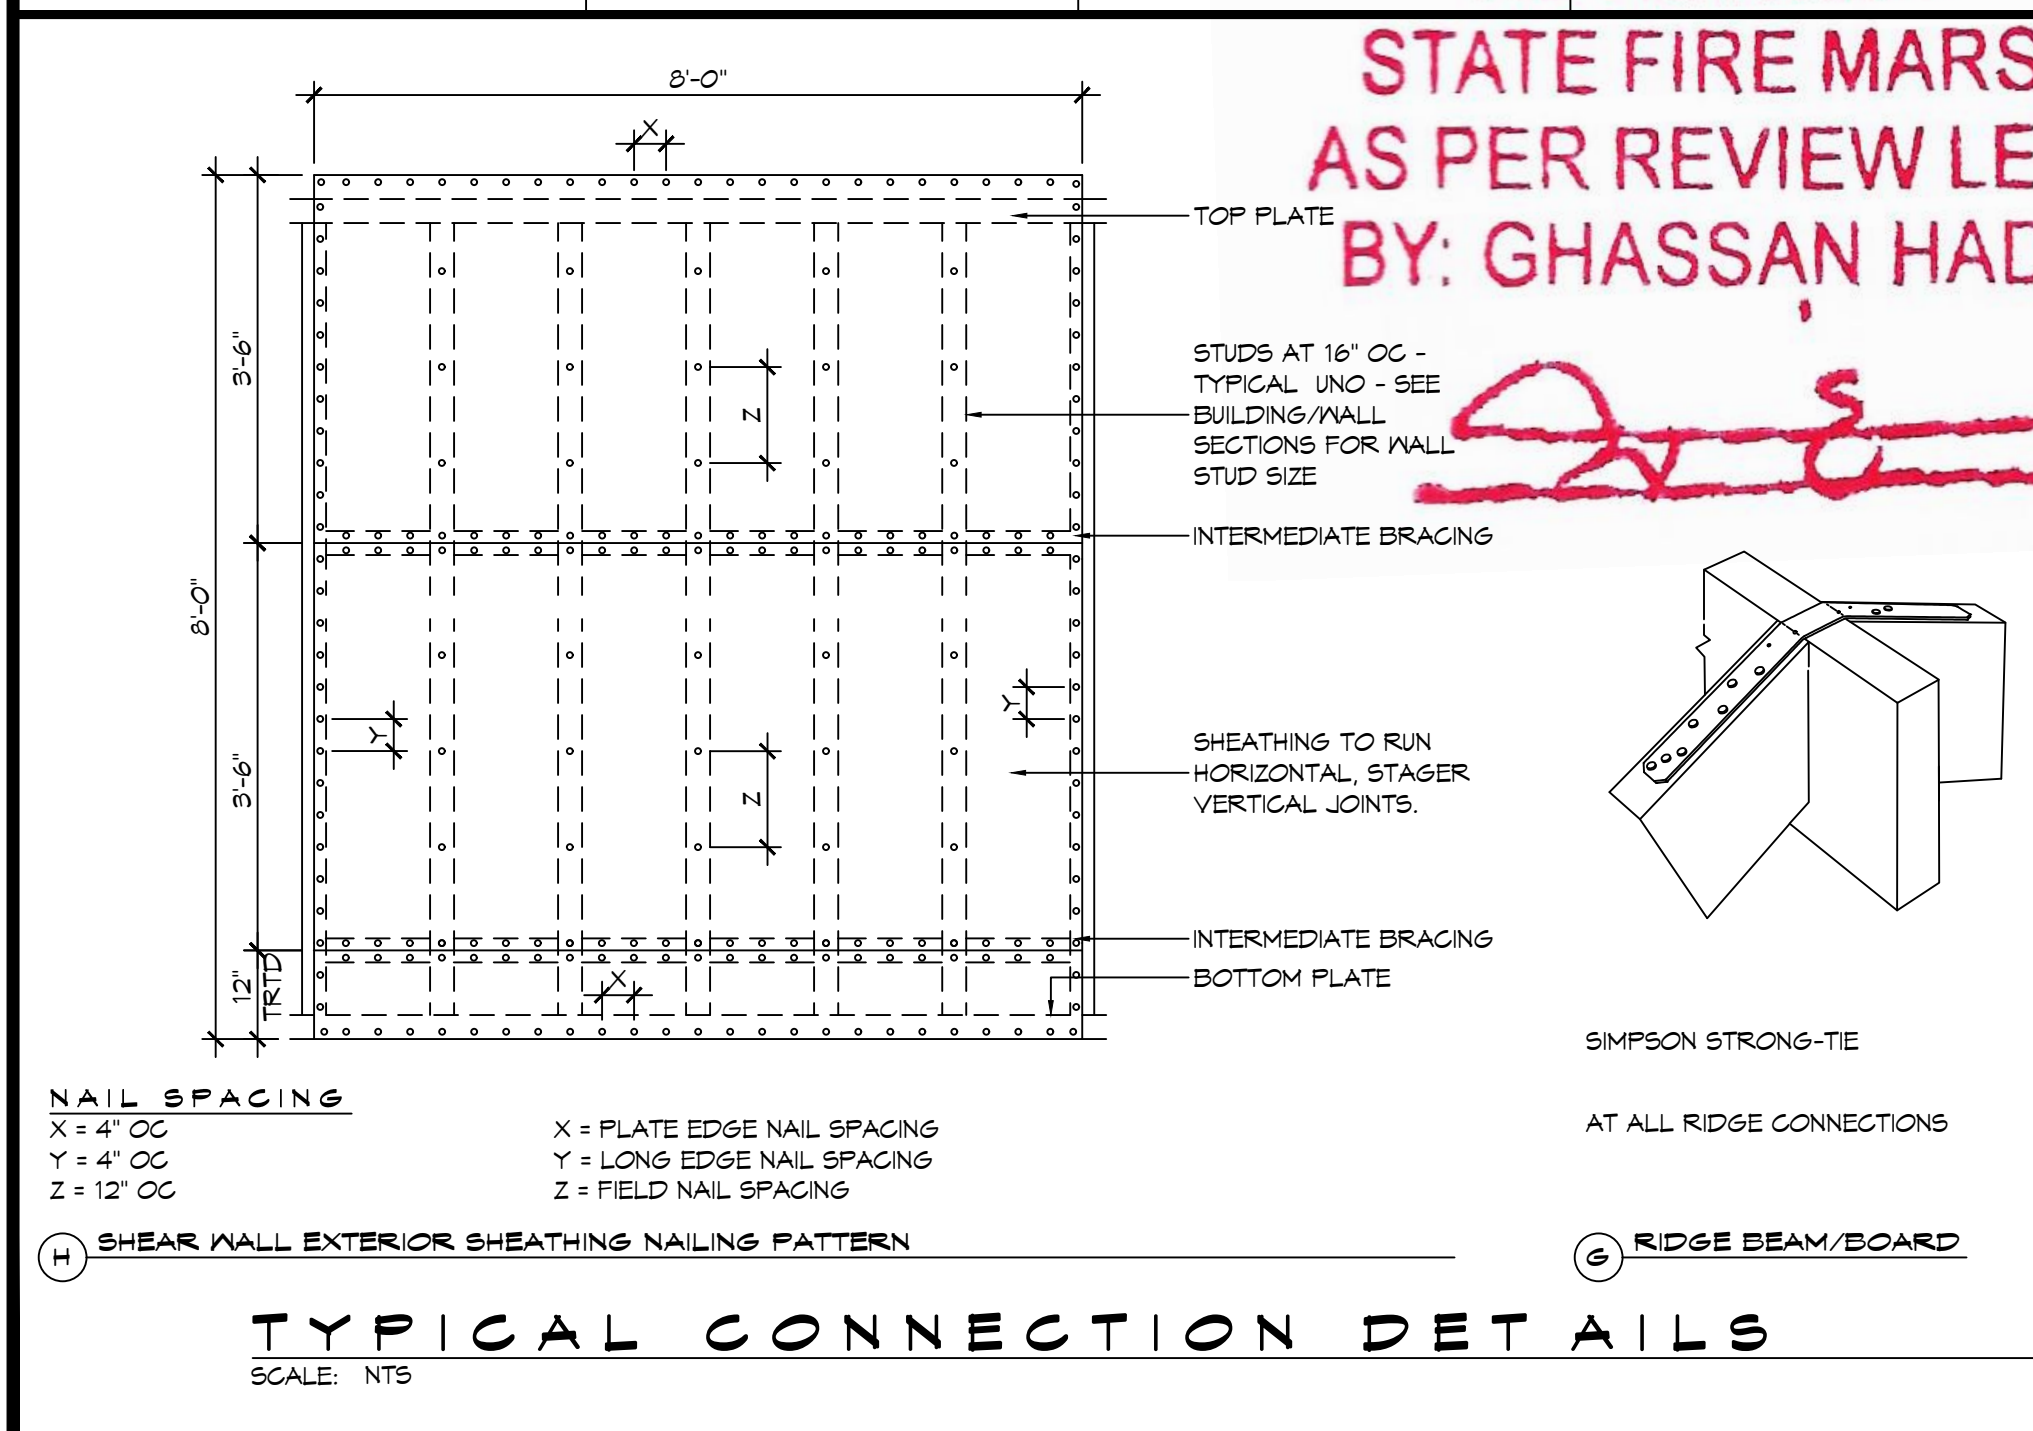 STATE FIRE MARS
AS PER REVIEW LE
BY: GHASSAN HAD
8'-0"
X
TOP PLATE
3'-6"
Z
STUDS AT 16" OC -
TYPICAL UNO - SEE
BUILDING/WALL
SECTIONS FOR WALL
STUD SIZE
INTERMEDIATE BRACING
8'-0"
Y
Y
3'-6"
Z
SHEATHING TO RUN
HORIZONTAL, STAGER
VERTICAL JOINTS.
INTERMEDIATE BRACING
BOTTOM PLATE
12"
TRTD
X
SIMPSON STRONG-TIE
AT ALL RIDGE CONNECTIONS
NAIL SPACING
X = 4" OC
Y = 4" OC
Z = 12" OC
X = PLATE EDGE NAIL SPACING
Y = LONG EDGE NAIL SPACING
Z = FIELD NAIL SPACING
H SHEAR WALL EXTERIOR SHEATHING NAILING PATTERN
G RIDGE BEAM/BOARD
TYPICAL CONNECTION DETAILS
SCALE: NTS